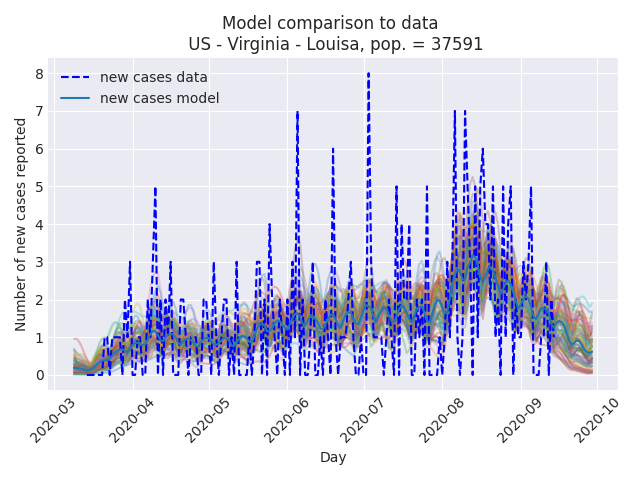 Model comparison to data
US - Virginia - Louisa, pop. = 37591
new cases data
new cases model
Number of new cases reported
8
7
6
5
4
3
2
1
0
2020-03
2020-04
2020-05
2020-06
2020-07
2020-08
2020-09
2020-10
Day